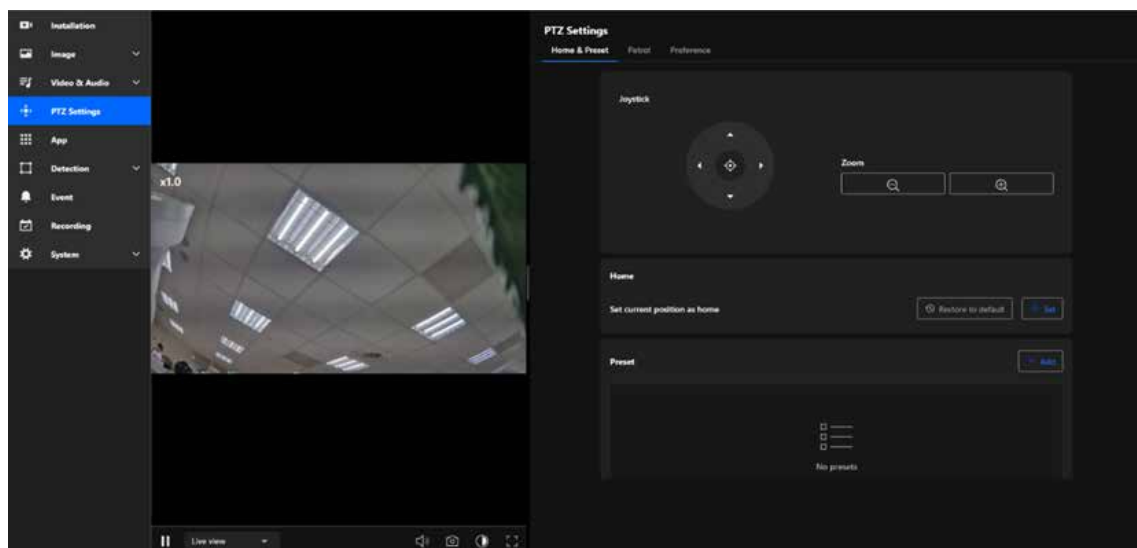 Installation
Image
Video & Audio
PTZ Settings
App
Detection
Event
Recording
System
x1.0
Live view
PTZ Settings
Home & Preset Patrol Preference
Joystick
Zoom
Home
Set current position as home
Restore to default
+ Set
Preset
+ Add
No presets